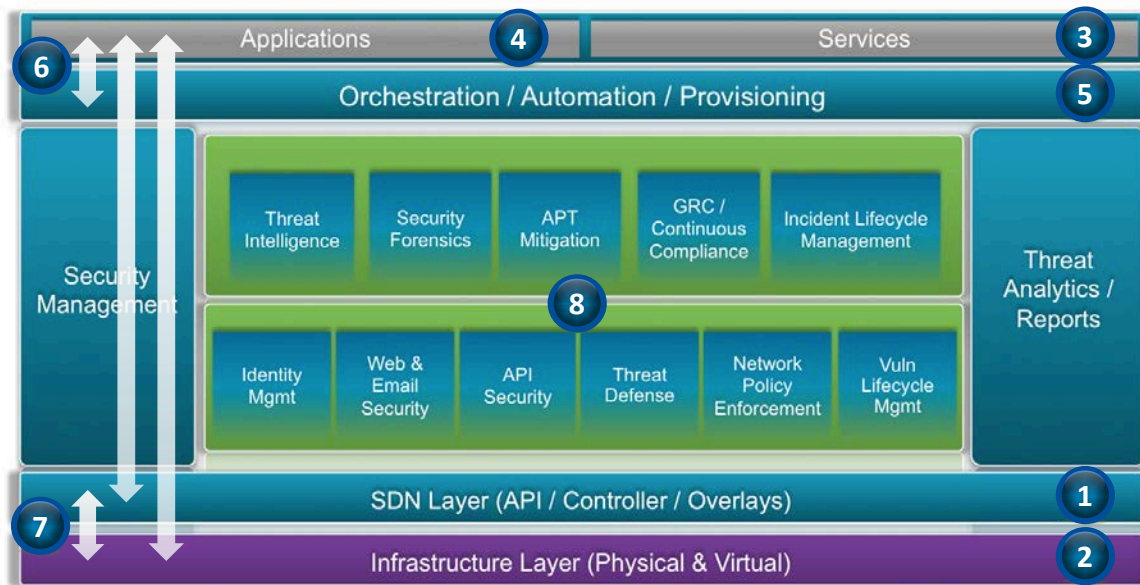 Applications
4
Services
3
6
Orchestration / Automation / Provisioning
5
Security
Management
Threat
Intelligence
Security
Forensics
APT
Mitigation
GRC /
Continuous
Compliance
Incident Lifecycle
Management
Threat
Analytics /
Reports
8
Identity
Mgmt
Web &
Email
Security
API
Security
Threat
Defense
Network
Policy
Enforcement
Vuln
Lifecycle
Mgmt
SDN Layer (API / Controller / Overlays)
1
7
Infrastructure Layer (Physical & Virtual)
2